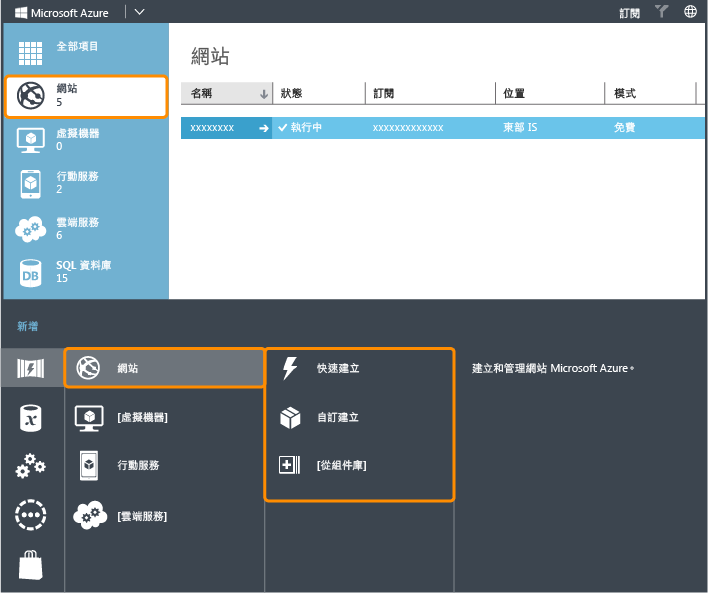 Microsoft Azure
訂閱
全部項目
網站
5
虛擬機器
0
行動服務
2
雲端服務
6
SQL 資料庫
15
DB
網站
名稱 狀態 訂閱 位置 模式
xxxxxxxx 執行中 xxxxxxxxxxxxx 東部 IS 免費
新增
網站
[虛擬機器]
行動服務
[雲端服務]
快速建立
自訂建立
[從組件庫]
建立和管理網站 Microsoft Azure。
x